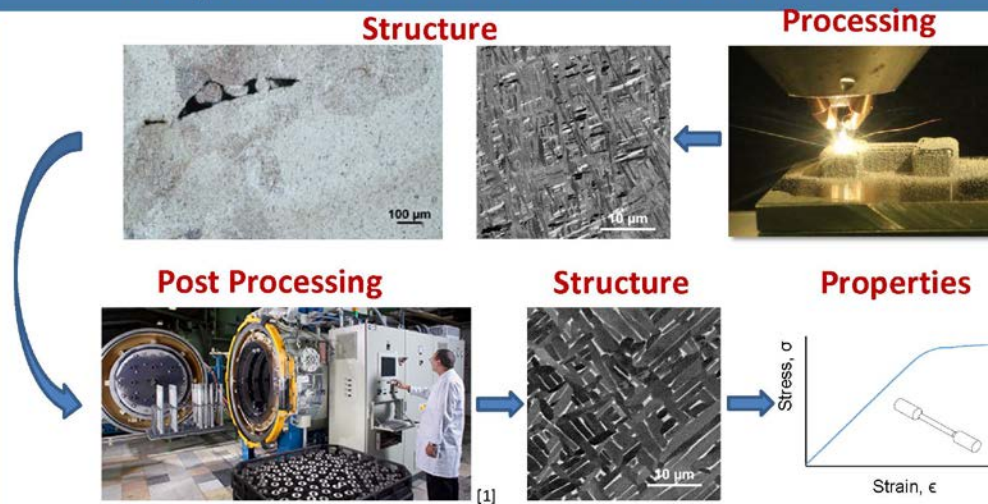 Structure
Processing
100 µm
10 µm
Post Processing
Structure
Properties
[1]
10 µm
Stress, σ
Strain, ϵ